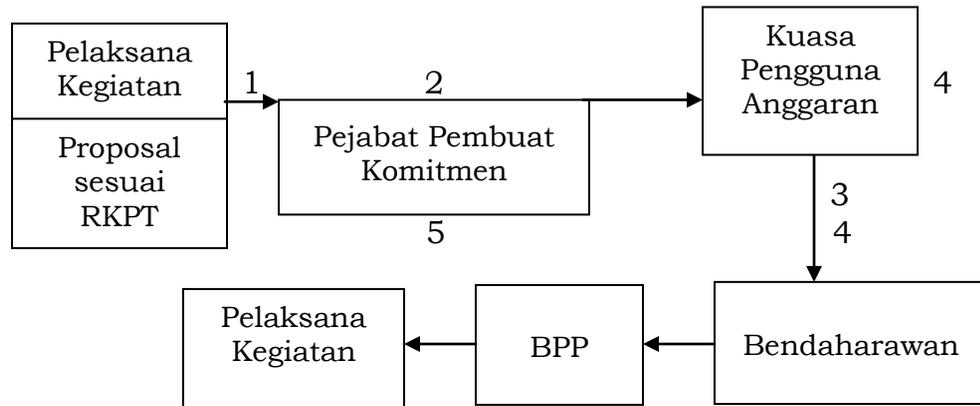 Pelaksana
Kegiatan
Proposal
sesuai
RKPT
1
2
Pejabat Pembuat
Komitmen
5
Kuasa
Pengguna
Anggaran
4
3
4
Bendaharawan
BPP
Pelaksana
Kegiatan